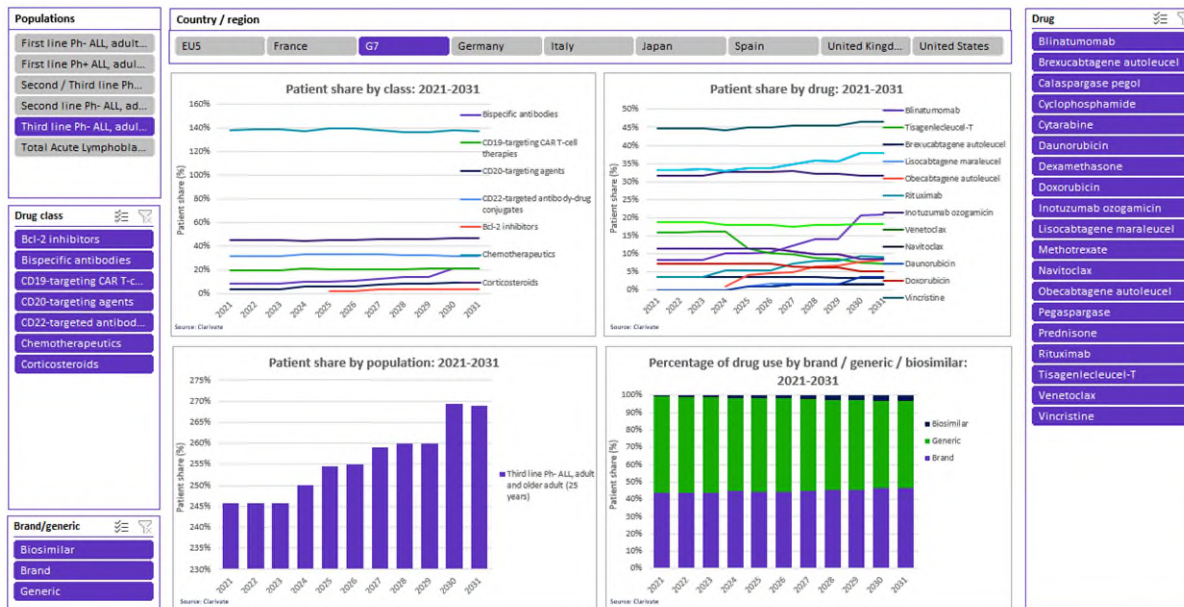 Populations
First line Ph- ALL, adult...
First line Ph+ ALL, adul...
Second / Third line Ph...
Second line Ph- ALL, ad...
Third line Ph- ALL, adul...
Total Acute Lymphobla...
Country / region
EU5
France
G7
Germany
Italy
Japan
Spain
United Kingd...
United States
Drug class
Bcl-2 inhibitors
Bispecific antibodies
CD19-targeting CAR T-c...
CD20-targeting agents
CD22-targeted antibod...
Chemotherapeutics
Corticosteroids
Brand/generic
Biosimilar
Brand
Generic
Patient share by class: 2021-2031
Patient share (%)
160%
140%
120%
100%
80%
60%
40%
20%
0%
2021
2022
2023
2024
2025
2026
2027
2028
2029
2030
2031
Bispecific antibodies
CD19-targeting CAR T-cell
therapies
CD20-targeting agents
CD22-targeted antibody-drug
conjugates
Bcl-2 inhibitors
Chemotherapeutics
Corticosteroids
Source: Clarivate
Patient share by drug: 2021-2031
Patient share (%)
50%
45%
40%
35%
30%
25%
20%
15%
10%
5%
0%
2021
2022
2023
2024
2025
2026
2027
2028
2029
2030
2031
Blinatumomab
Tisagenlecleucel-T
Brexucabtagene autoleucel
Lisocabtagene maraleucel
Obecabtagene autoleucel
Rituximab
Inotuzumab ozogamicin
Venetoclax
Navitoclax
Daunorubicin
Doxorubicin
Vincristine
Source: Clarivate
Patient share by population: 2021-2031
Patient share (%)
275%
270%
265%
260%
255%
250%
245%
240%
235%
230%
2021
2022
2023
2024
2025
2026
2027
2028
2029
2030
2031
Third line Ph- ALL, adult
and older adult (25
years)
Source: Clarivate
Percentage of drug use by brand / generic / biosimilar:
2021-2031
Patient share (%)
100%
90%
80%
70%
60%
50%
40%
30%
20%
10%
0%
2021
2022
2023
2024
2025
2026
2027
2028
2029
2030
2031
Biosimilar
Generic
Brand
Source: Clarivate
Drug
Blinatumomab
Brexucabtagene autoleucel
Calaspargase pegol
Cyclophosphamide
Cytarabine
Daunorubicin
Dexamethasone
Doxorubicin
Inotuzumab ozogamicin
Lisocabtagene maraleucel
Methotrexate
Navitoclax
Obecabtagene autoleucel
Pegaspargase
Prednisone
Rituximab
Tisagenlecleucel-T
Venetoclax
Vincristine